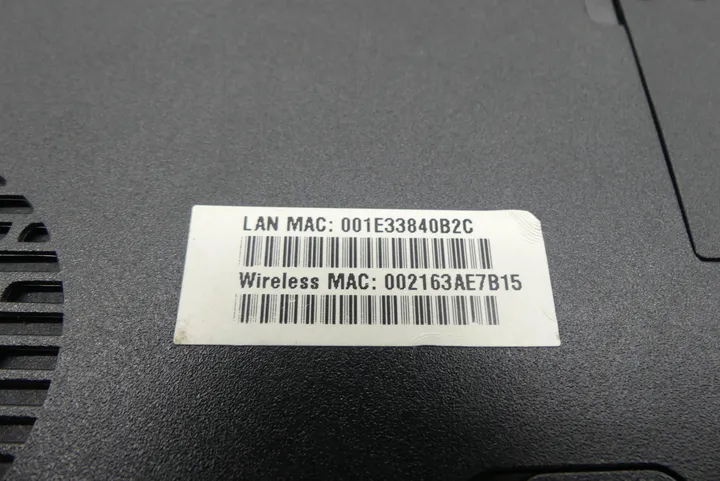 LAN MAC: 001E33840B2C
Wireless MAC: 002163AE7B15